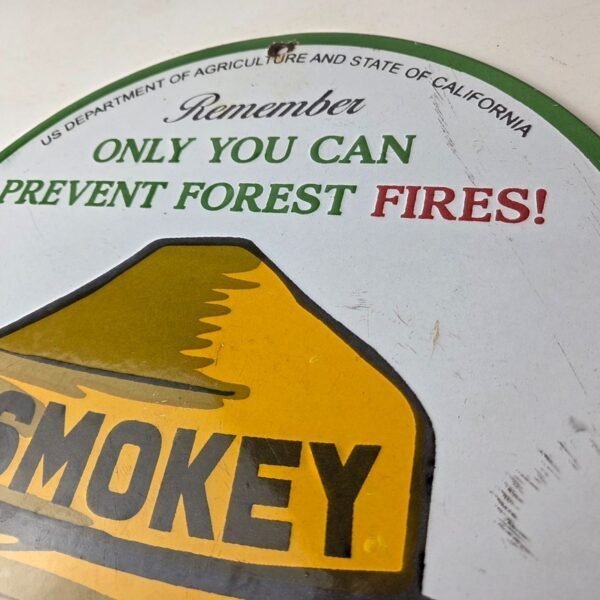 US DEPARTMENT OF AGRICULTURE AND STATE OF CALIFORNIA
Remember
ONLY YOU CAN
PREVENT FOREST FIRES!
SMOKEY